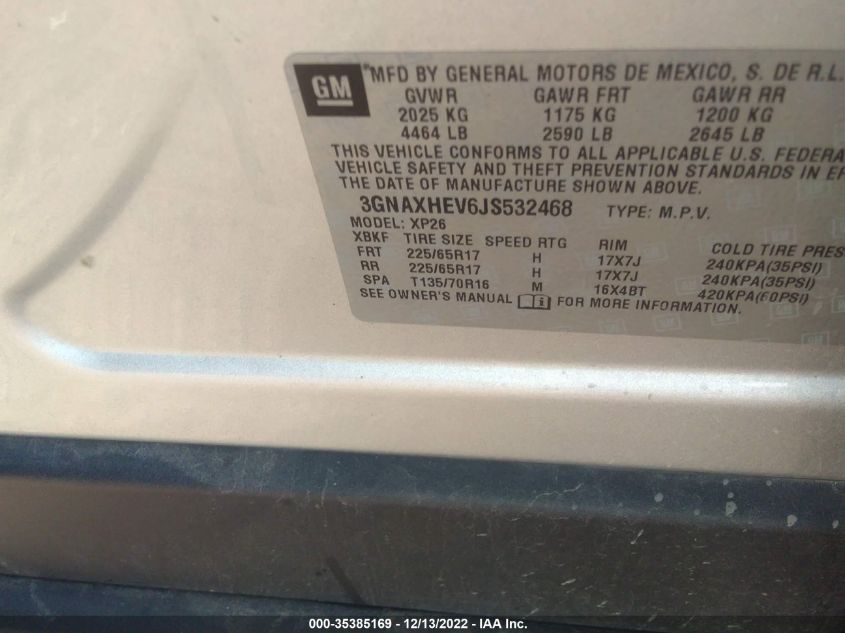 GM ®MFD BY GENERAL MOTORS DE MEXICO, S. DE R.L.
GVWR GAWR FRT GAWR RR
2025 KG 1175 KG 1200 KG
4464 LB 2590 LB 2645 LB
THIS VEHICLE CONFORMS TO ALL APPLICABLE U.S. FEDERA
VEHICLE SAFETY AND THEFT PREVENTION STANDARDS IN EF
THE DATE OF MANUFACTURE SHOWN ABOVE.
3GNAXHEV6JS532468 TYPE: M.P.V.
MODEL: XP26
XBKF TIRE SIZE SPEED RTG RIM COLD TIRE PRES
FRT 225/65R17 H 17X7J 240KPA(35PSI)
RR 225/65R17 H 17X7J 240KPA(35PSI)
SPA T135/70R16 M 16X4BT 420KPA(60PSI)
SEE OWNER'S MANUAL FOR MORE INFORMATION.
000-35385169 - 12/13/2022 - IAA Inc.